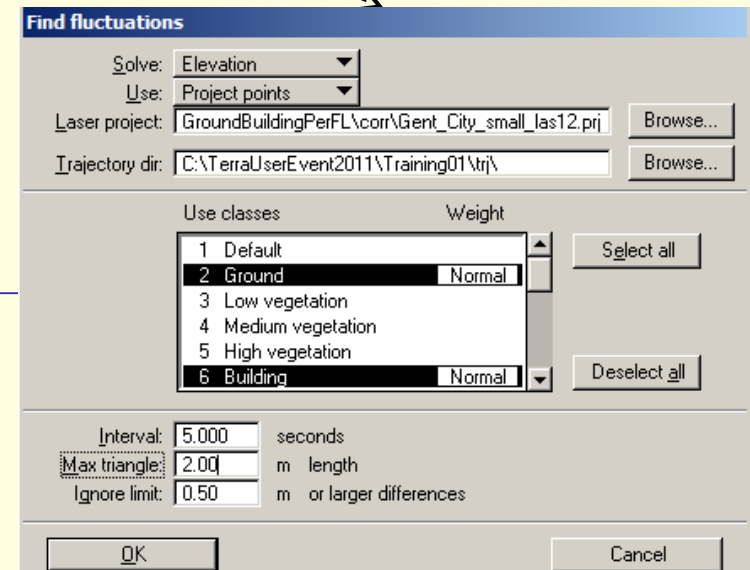 Find fluctuations
Solve: Elevation
Use: Project points
Laser project: GroundBuildingPerFL\corr\Gent_City_small_las12.prj Browse...
Trajectory dir: C:\TerraUserEvent2011\Training01\trj\ Browse...
Use classes Weight
1 Default Select all
2 Ground Normal
3 Low vegetation
4 Medium vegetation
5 High vegetation
6 Building Normal Deselect all
Interval: 5.000 seconds
Max triangle: 2.00 m length
Ignore limit: 0.50 m or larger differences
OK Cancel